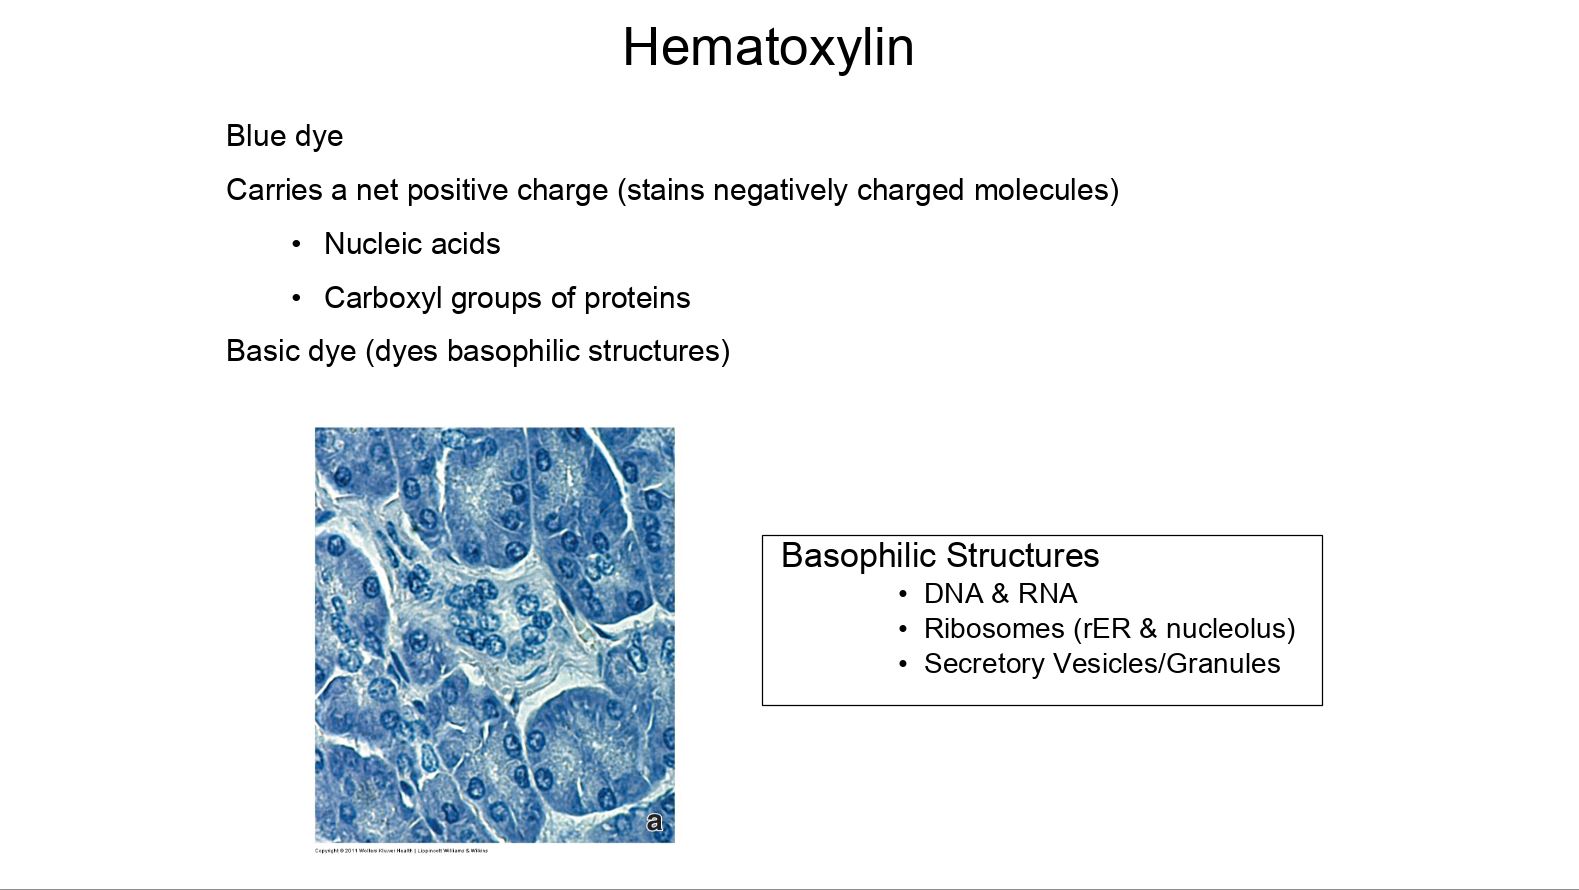 Hematoxylin
Blue dye
Carries a net positive charge (stains negatively charged molecules)
• Nucleic acids
• Carboxyl groups of proteins
Basic dye (dyes basophilic structures)
a
Copyright © 2011 Wolters Kluwer Health | Lippincott Williams & Wilkins
Basophilic Structures
• DNA & RNA
• Ribosomes (rER & nucleolus)
• Secretory Vesicles/Granules